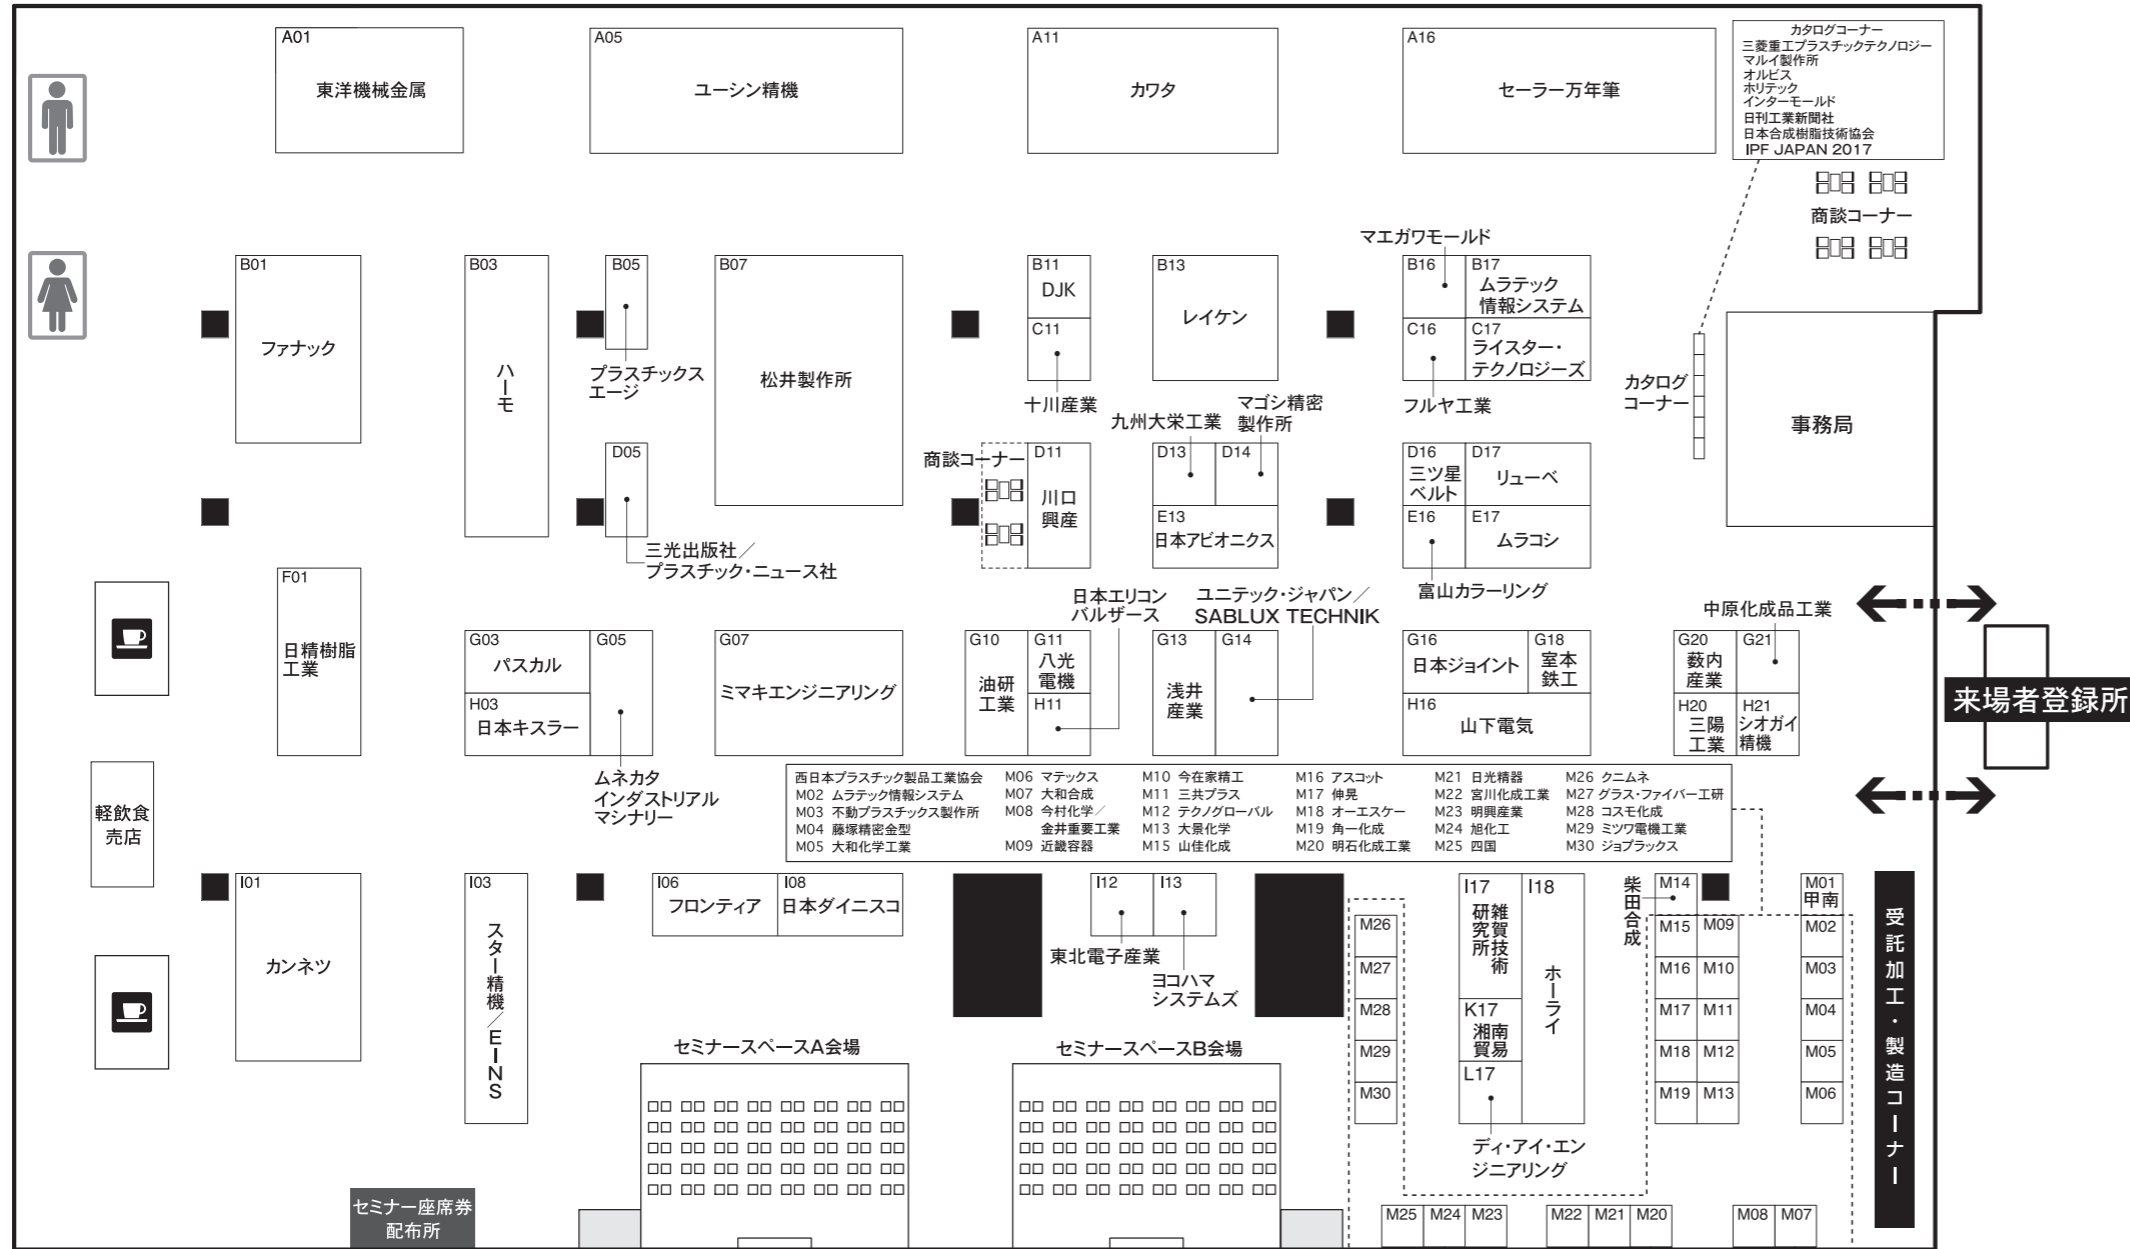 A01
東洋機械金属
A05
ユーシン精機
A11
カワタ
A16
セーラー万年筆
カタログコーナー
三菱重工プラスチックテクノロジー
マルイ製作所
オルビス
ホリテック
インターモールド
日刊工業新聞社
日本合成樹脂技術協会
IPF JAPAN 2017
商談コーナー
B01
ファナック
B03
ハーモ
B05
プラスチックス
エージ
B07
松井製作所
B11
DJK
C11
十川産業
B13
レイケン
マエガワモールド
B16
B17
ムラテック
情報システム
C16
フルヤ工業
C17
ライスター・
テクノロジーズ
カタログ
コーナー
事務局
D05
三光出版社／
プラスチック・ニュース社
商談コーナー
D11
川口
興産
九州大栄工業
マゴシ精密
製作所
D13
D14
E13
日本アビオニクス
D16
三ツ星
ベルト
D17
リューベ
E16
富山カラーリング
E17
ムラコシ
F01
日精樹脂
工業
G03
パスカル
G05
H03
日本キスラー
ムネカタ
インダストリアル
マシナリー
G07
ミマキエンジニアリング
日本エリコン
バルザース
G10
油研
工業
G11
八光
電機
H11
ユニテック・ジャパン／
SABLUX TECHNIK
G13
浅井
産業
G14
G16
日本ジョイント
G18
室本
鉄工
H16
山下電気
中原化成品工業
G20
薮内
産業
G21
H20
三陽
工業
H21
シオガイ
精機
来場者登録所
軽飲食
売店
西日本プラスチック製品工業協会
M02 ムラテック情報システム
M03 不動プラスチックス製作所
M04 藤塚精密金型
M05 大和化学工業
M06 マテックス
M07 大和合成
M08 今村化学／
金井重要工業
M09 近畿容器
M10 今在家精工
M11 三共プラス
M12 テクノグローバル
M13 大景化学
M15 山佳化成
M16 アスコット
M17 伸晃
M18 オーエスケー
M19 角一化成
M20 明石化成工業
M21 日光精器
M22 宮川化成工業
M23 明興産業
M24 旭化工
M25 四国
M26 クニムネ
M27 グラス・ファイバー工研
M28 コスモ化成
M29 ミツワ電機工業
M30 ジョプラックス
I01
カンネツ
I03
スター精機／EINS
I06
フロンティア
I08
日本ダイニスコ
I12
東北電子産業
I13
ヨコハマ
システムズ
M26
M27
M28
M29
M30
I17
雑賀技術
研究所
K17
湘南
貿易
L17
ディ・アイ・エン
ジニアリング
I18
ホーライ
柴田合成
M14
M15 M09
M16 M10
M17 M11
M18 M12
M19 M13
M01
甲南
M02
M03
M04
M05
M06
受託加工・製造コーナー
セミナースペースA会場
セミナースペースB会場
セミナー座席券
配布所
M25 M24 M23
M22 M21 M20
M08 M07